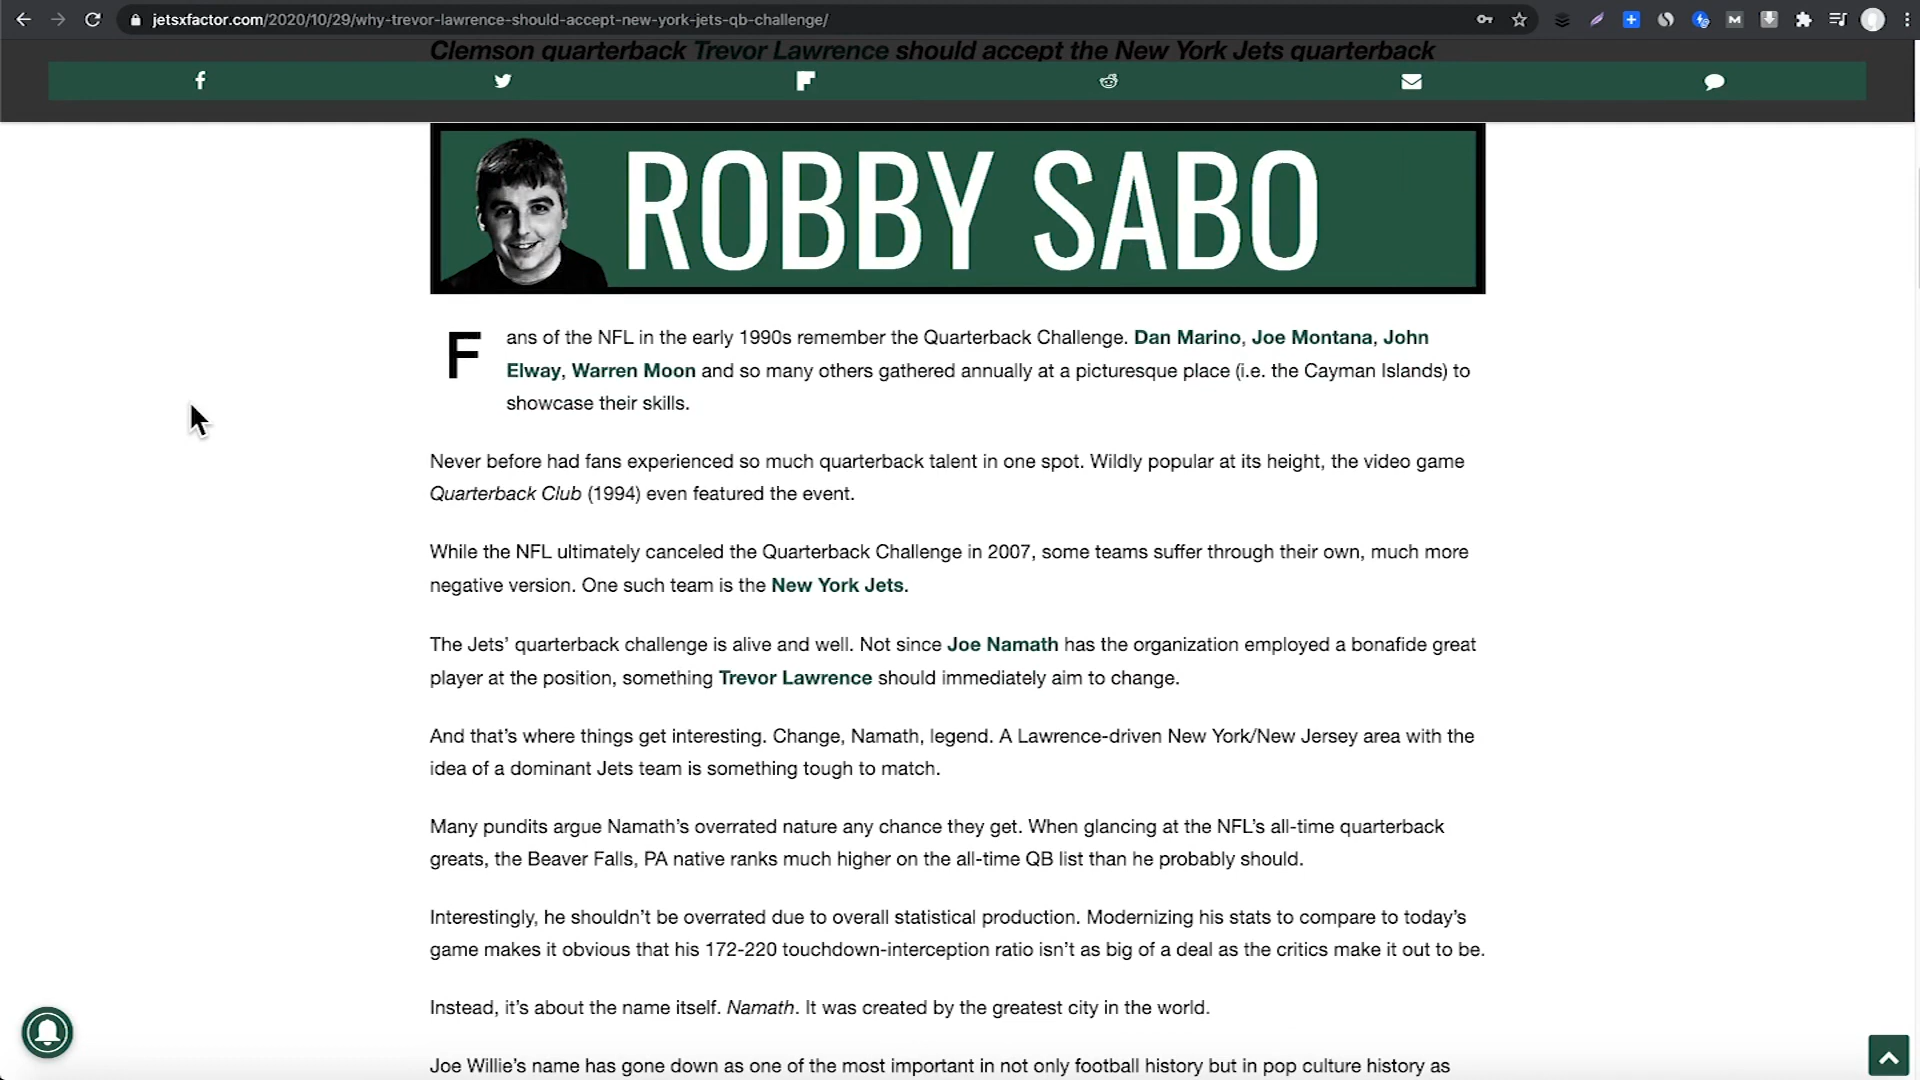 jetsxfactor.com/2020/10/29/why-trevor-lawrence-should-accept-new-york-jets-qb-challenge/
Clemson quarterback Trevor Lawrence should accept the New York Jets quarterback
ROBBY SABO
Fans of the NFL in the early 1990s remember the Quarterback Challenge. Dan Marino, Joe Montana, John
Elway, Warren Moon and so many others gathered annually at a picturesque place (i.e. the Cayman Islands) to
showcase their skills.
Never before had fans experienced so much quarterback talent in one spot. Wildly popular at its height, the video game
Quarterback Club (1994) even featured the event.
While the NFL ultimately canceled the Quarterback Challenge in 2007, some teams suffer through their own, much more
negative version. One such team is the New York Jets.
The Jets’ quarterback challenge is alive and well. Not since Joe Namath has the organization employed a bonafide great
player at the position, something Trevor Lawrence should immediately aim to change.
And that’s where things get interesting. Change, Namath, legend. A Lawrence-driven New York/New Jersey area with the
idea of a dominant Jets team is something tough to match.
Many pundits argue Namath’s overrated nature any chance they get. When glancing at the NFL’s all-time quarterback
greats, the Beaver Falls, PA native ranks much higher on the all-time QB list than he probably should.
Interestingly, he shouldn’t be overrated due to overall statistical production. Modernizing his stats to compare to today’s
game makes it obvious that his 172-220 touchdown-interception ratio isn’t as big of a deal as the critics make it out to be.
Instead, it’s about the name itself. Namath. It was created by the greatest city in the world.
Joe Willie’s name has gone down as one of the most important in not only football history but in pop culture history as